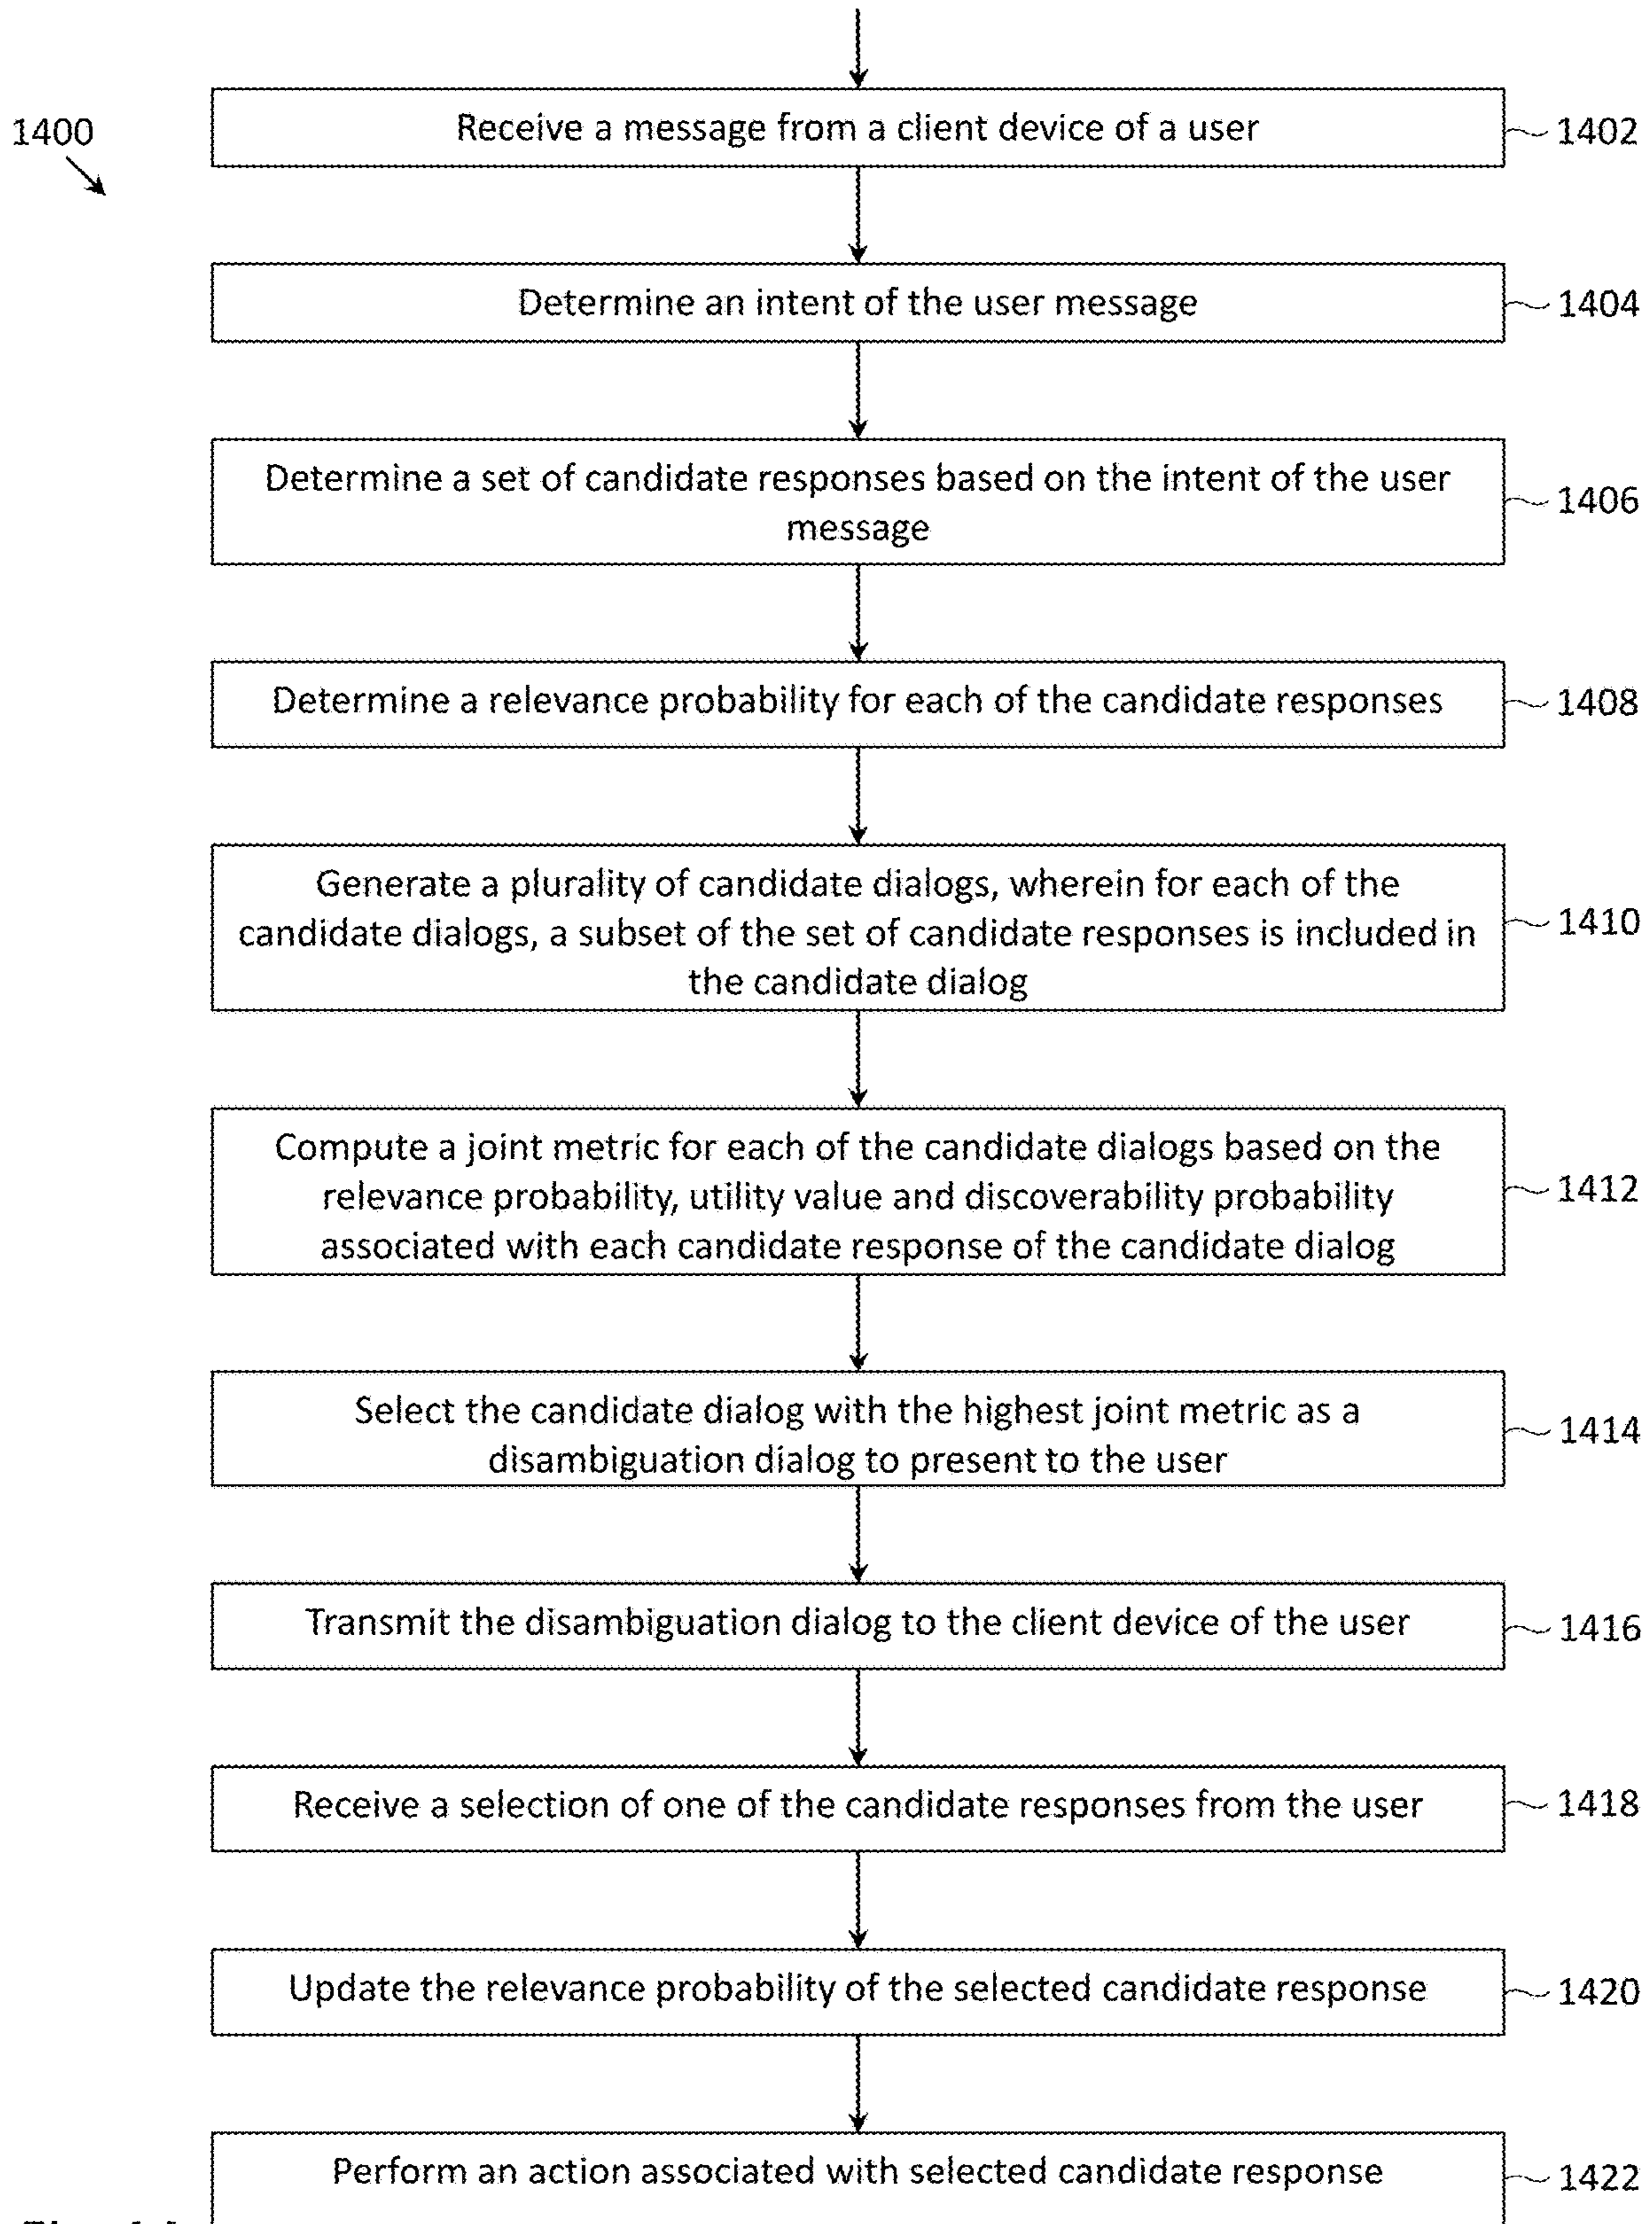 1400
Receive a message from a client device of a user
1402
Determine an intent of the user message
1404
Determine a set of candidate responses based on the intent of the user
message
1406
Determine a relevance probability for each of the candidate responses
1408
Generate a plurality of candidate dialogs, wherein for each of the
candidate dialogs, a subset of the set of candidate responses is included in
the candidate dialog
1410
Compute a joint metric for each of the candidate dialogs based on the
relevance probability, utility value and discoverability probability
associated with each candidate response of the candidate dialog
1412
Select the candidate dialog with the highest joint metric as a
disambiguation dialog to present to the user
1414
Transmit the disambiguation dialog to the client device of the user
1416
Receive a selection of one of the candidate responses from the user
1418
Update the relevance probability of the selected candidate response
1420
Perform an action associated with selected candidate response
1422